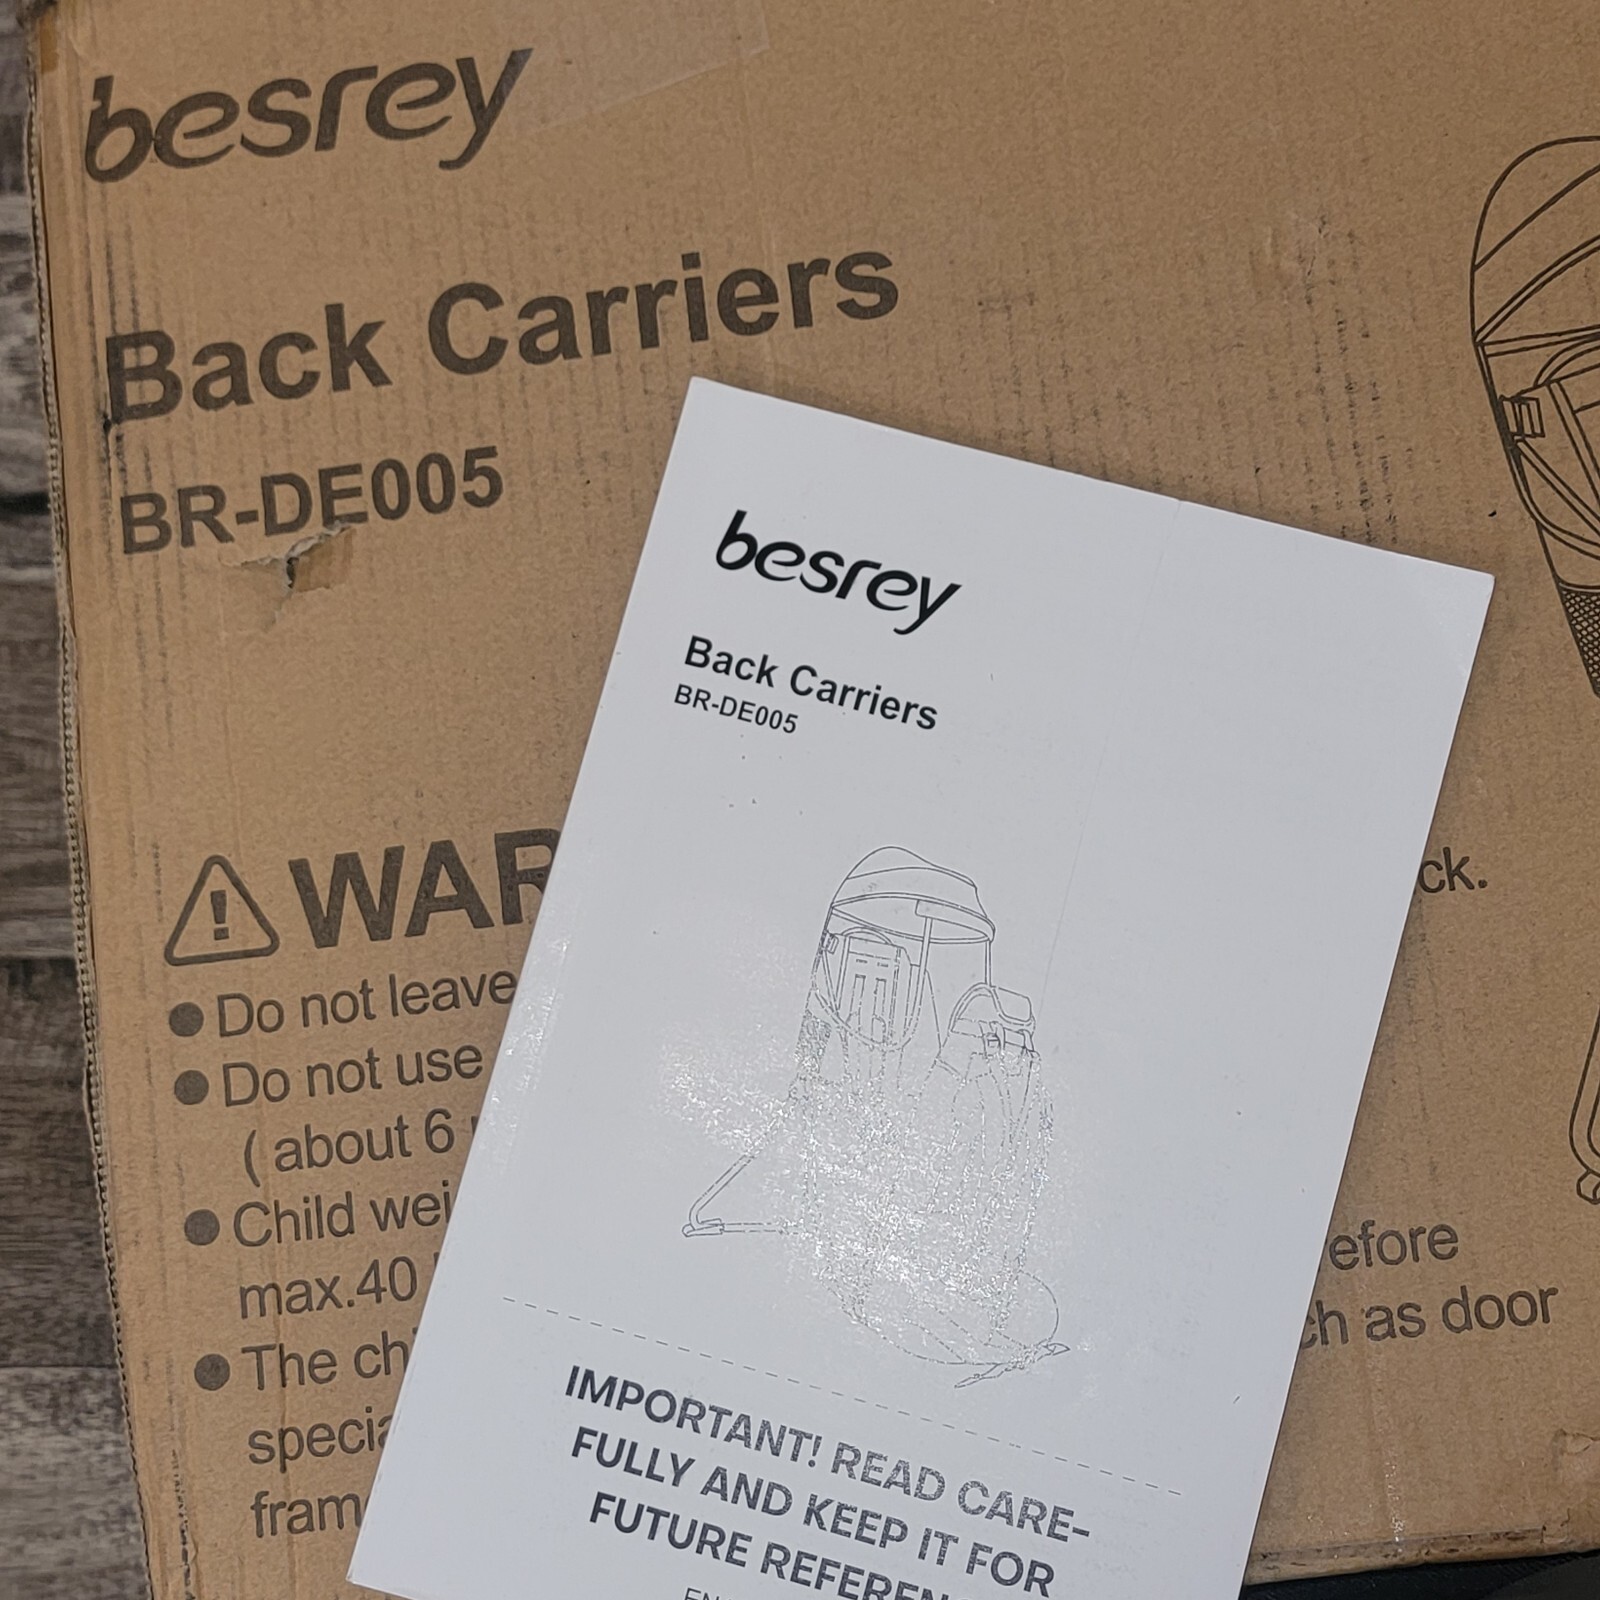 besrey
Back Carriers
BR-DE005
WAR
ck.
Do not leave
Do not use
( about 6
Child wei
efore
max.40
ch as door
The ch
specia
fram
besrey
Back Carriers
BR-DE005
IMPORTANT! READ CARE-
FULLY AND KEEP IT FOR
FUTURE REFEREN
EN